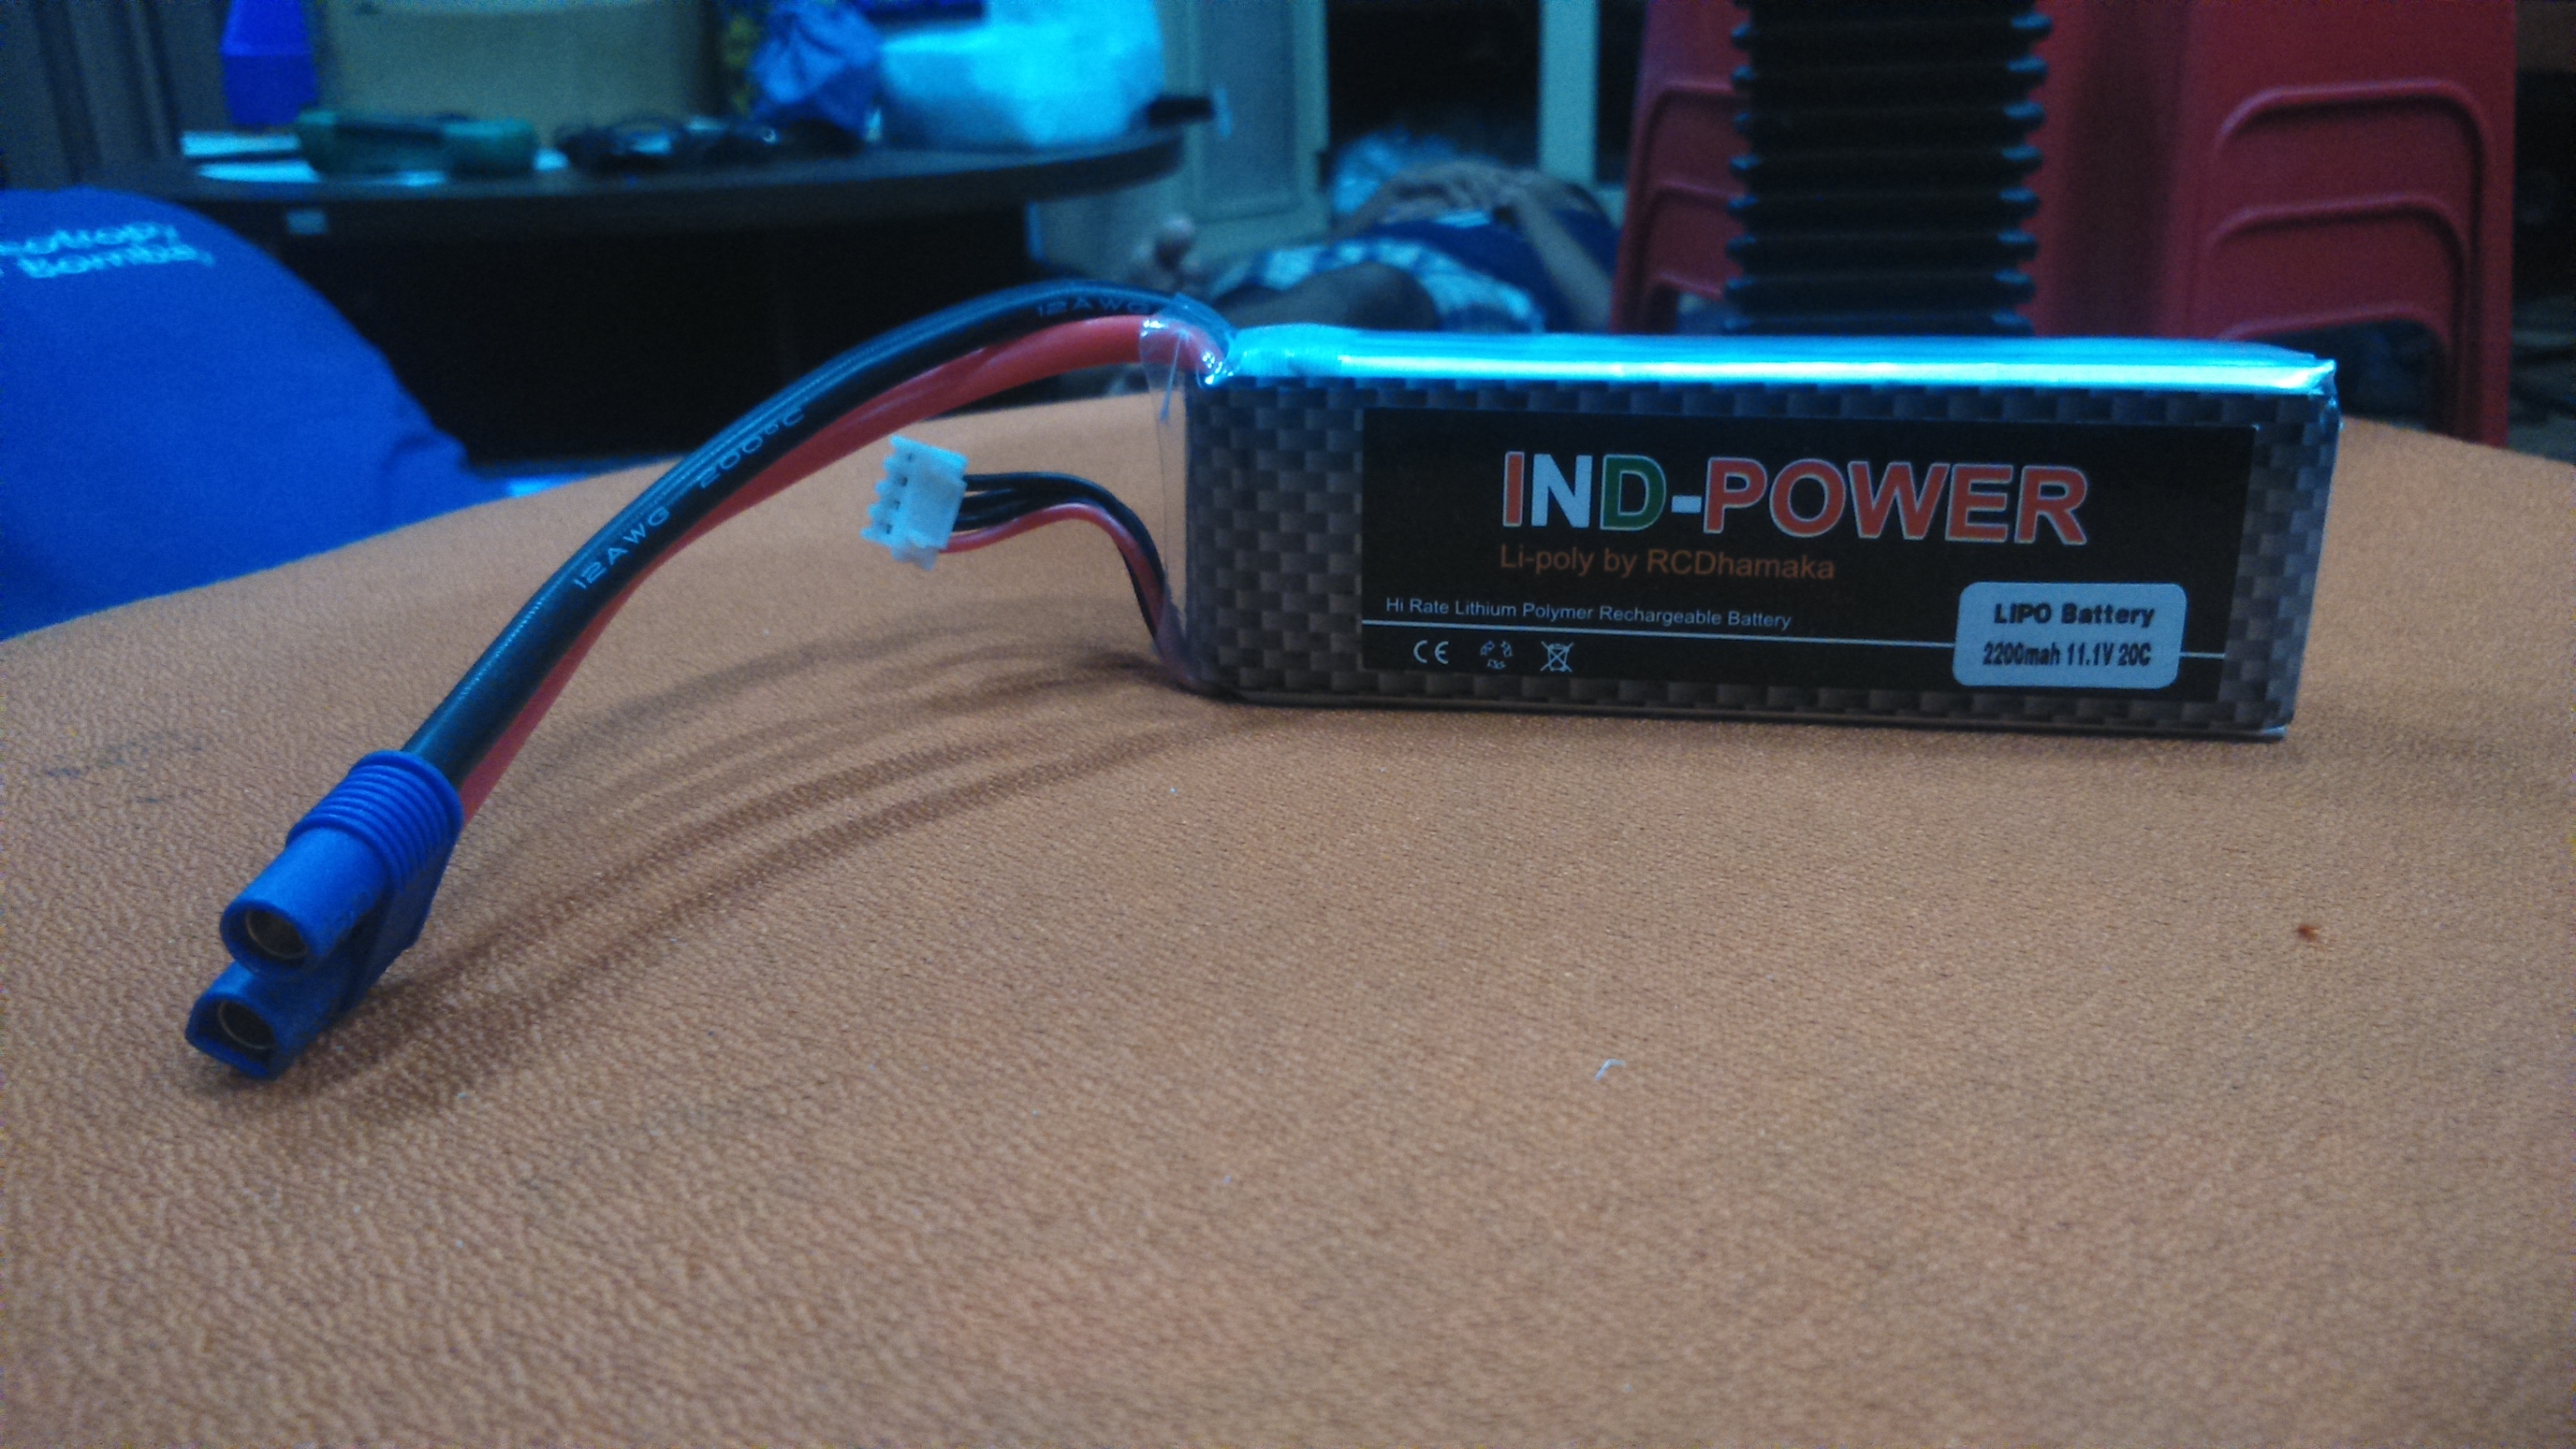 Bombay
12AWG
12AWG 200°C
IND-POWER
Li-poly by RCDhamaka
Hi Rate Lithium Polymer Rechargeable Battery
CE
LIPO Battery
2200mah 11.1V 20C